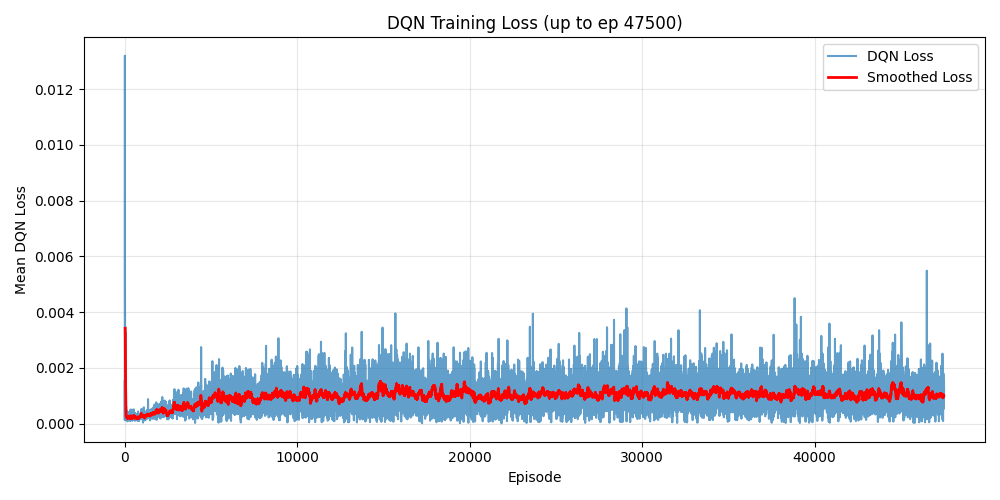 DQN Training Loss (up to ep 47500)
DQN Loss
Smoothed Loss
Mean DQN Loss
0.012
0.010
0.008
0.006
0.004
0.002
0.000
0 10000 20000 30000 40000
Episode